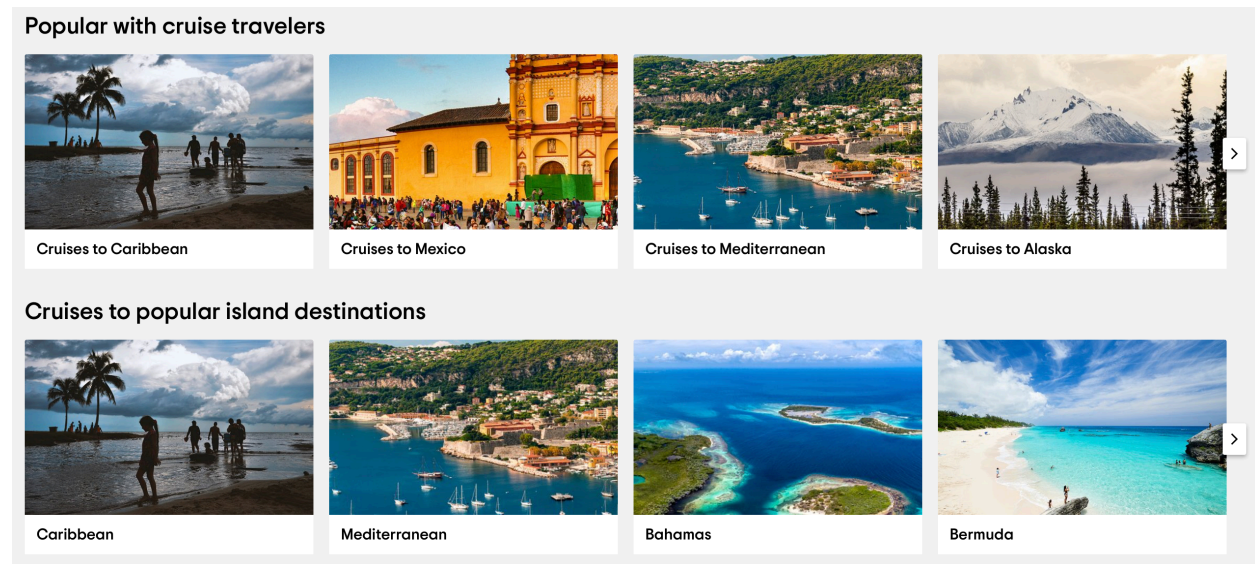 Popular with cruise travelers
Cruises to Caribbean
Cruises to Mexico
Cruises to Mediterranean
Cruises to Alaska
Cruises to popular island destinations
Caribbean
Mediterranean
Bahamas
Bermuda